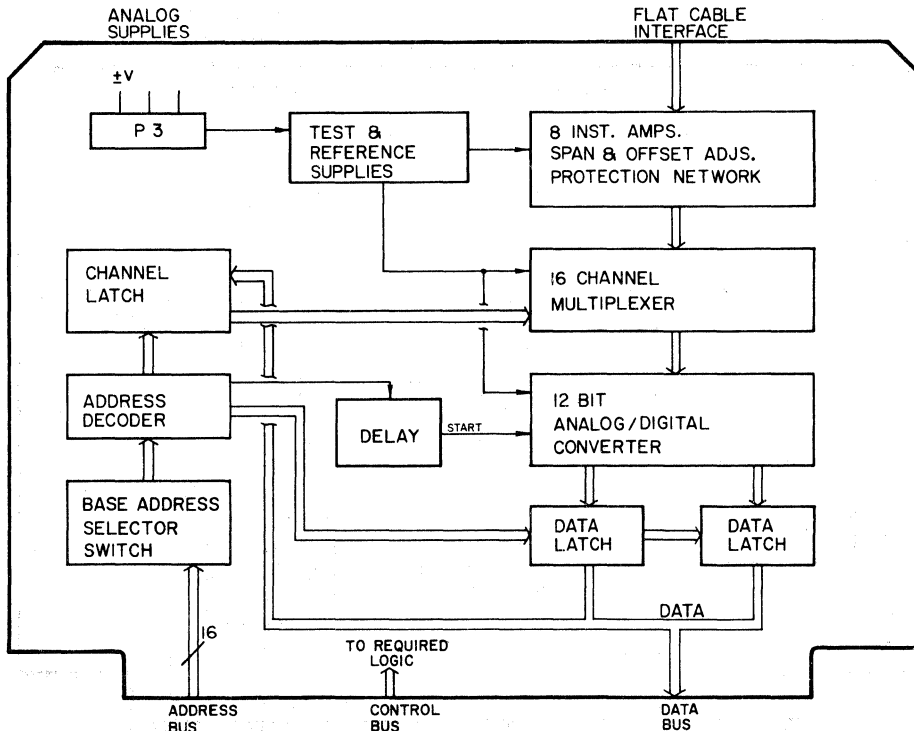 ANALOG
SUPPLIES
FLAT CABLE
INTERFACE
±V
P 3
TEST &
REFERENCE
SUPPLIES
8 INST. AMPS.
SPAN & OFFSET ADJS.
PROTECTION NETWORK
CHANNEL
LATCH
16 CHANNEL
MULTIPLEXER
ADDRESS
DECODER
DELAY
START
12 BIT
ANALOG/DIGITAL
CONVERTER
BASE ADDRESS
SELECTOR
SWITCH
DATA
LATCH
DATA
LATCH
DATA
16
TO REQUIRED
LOGIC
ADDRESS
BUS
CONTROL
BUS
DATA
BUS